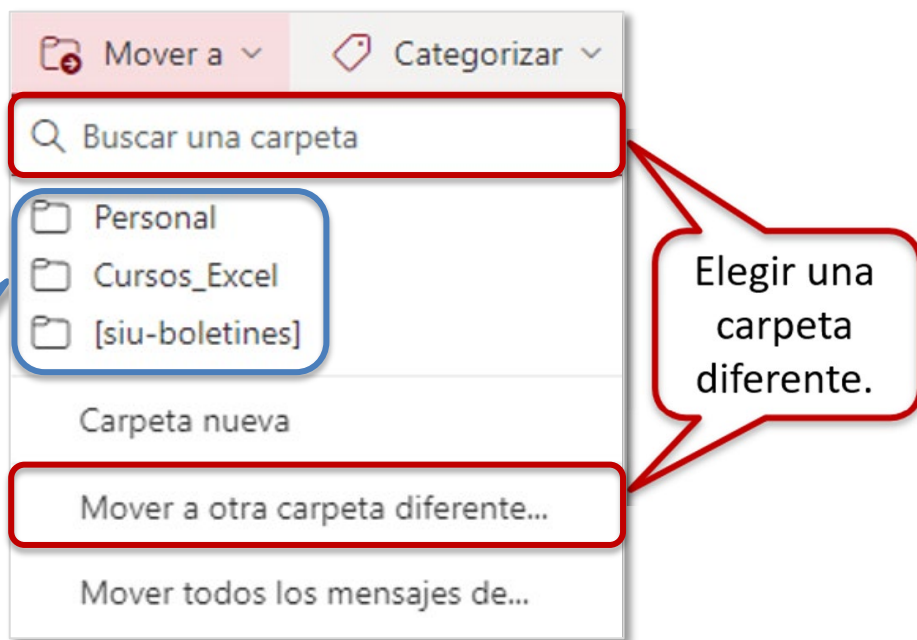 Mover a
Categorizar
Buscar una carpeta
Personal
Cursos_Excel
[siu-boletines]
Carpeta nueva
Mover a otra carpeta diferente...
Mover todos los mensajes de...
Elegir una
carpeta
diferente.